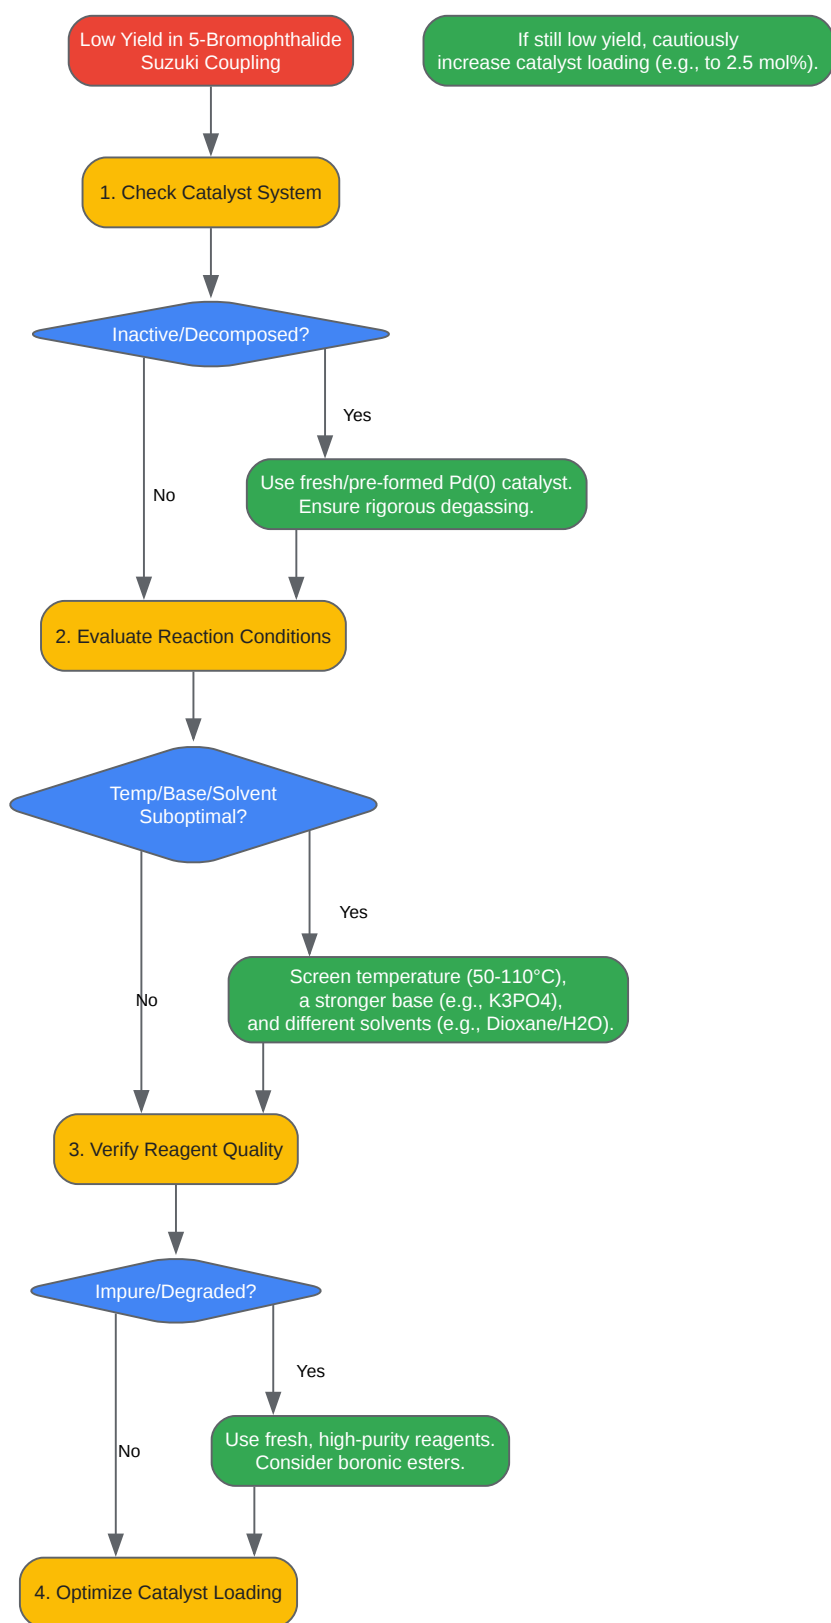 Low Yield in 5-Bromophthalide
Suzuki Coupling
If still low yield, cautiously
increase catalyst loading (e.g., to 2.5 mol%).
1. Check Catalyst System
Inactive/Decomposed?
Yes
Use fresh/pre-formed Pd(0) catalyst.
Ensure rigorous degassing.
No
2. Evaluate Reaction Conditions
Temp/Base/Solvent
Suboptimal?
Yes
Screen temperature (50-110°C),
a stronger base (e.g., K3PO4),
and different solvents (e.g., Dioxane/H2O).
No
3. Verify Reagent Quality
Impure/Degraded?
Yes
Use fresh, high-purity reagents.
Consider boronic esters.
No
4. Optimize Catalyst Loading